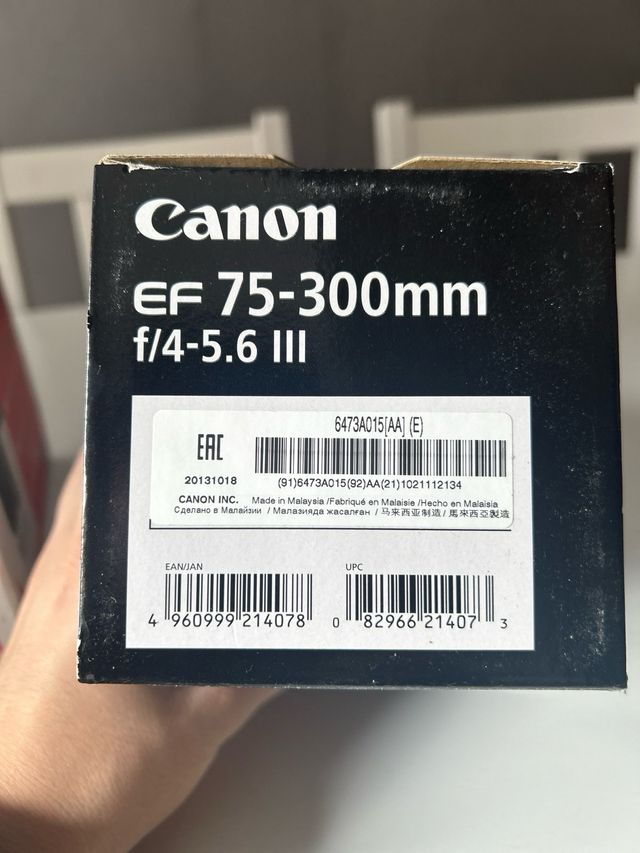 Canon
EF 75-300mm
f/4-5.6 III
6473A015[AA] (E)
EAC
20131018
(91)6473A015(92)AA(21)1021112134
CANON INC. Made in Malaysia /Fabriqué en Malaisie /Hecho en Malaisia
Сделано в Малайзии / Малазияда жасалған / 马来西亚制造 / 馬來西亞製造
EAN/JAN
4 960999 214078
UPC
0 82966 21407 3